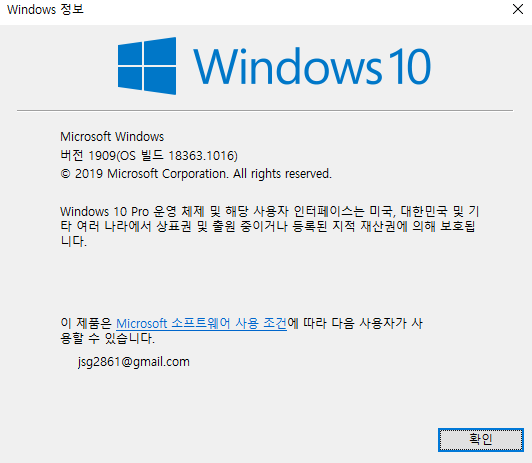 Windows 정보
Windows 10
Microsoft Windows
버전 1909(OS 빌드 18363.1016)
© 2019 Microsoft Corporation. All rights reserved.
Windows 10 Pro 운영 체제 및 해당 사용자 인터페이스는 미국, 대한민국 및 기
타 여러 나라에서 상표권 및 출원 중이거나 등록된 지적 재산권에 의해 보호됩
니다.
이 제품은 Microsoft 소프트웨어 사용 조건에 따라 다음 사용자가 사
용할 수 있습니다.
jsg2861@gmail.com
확인